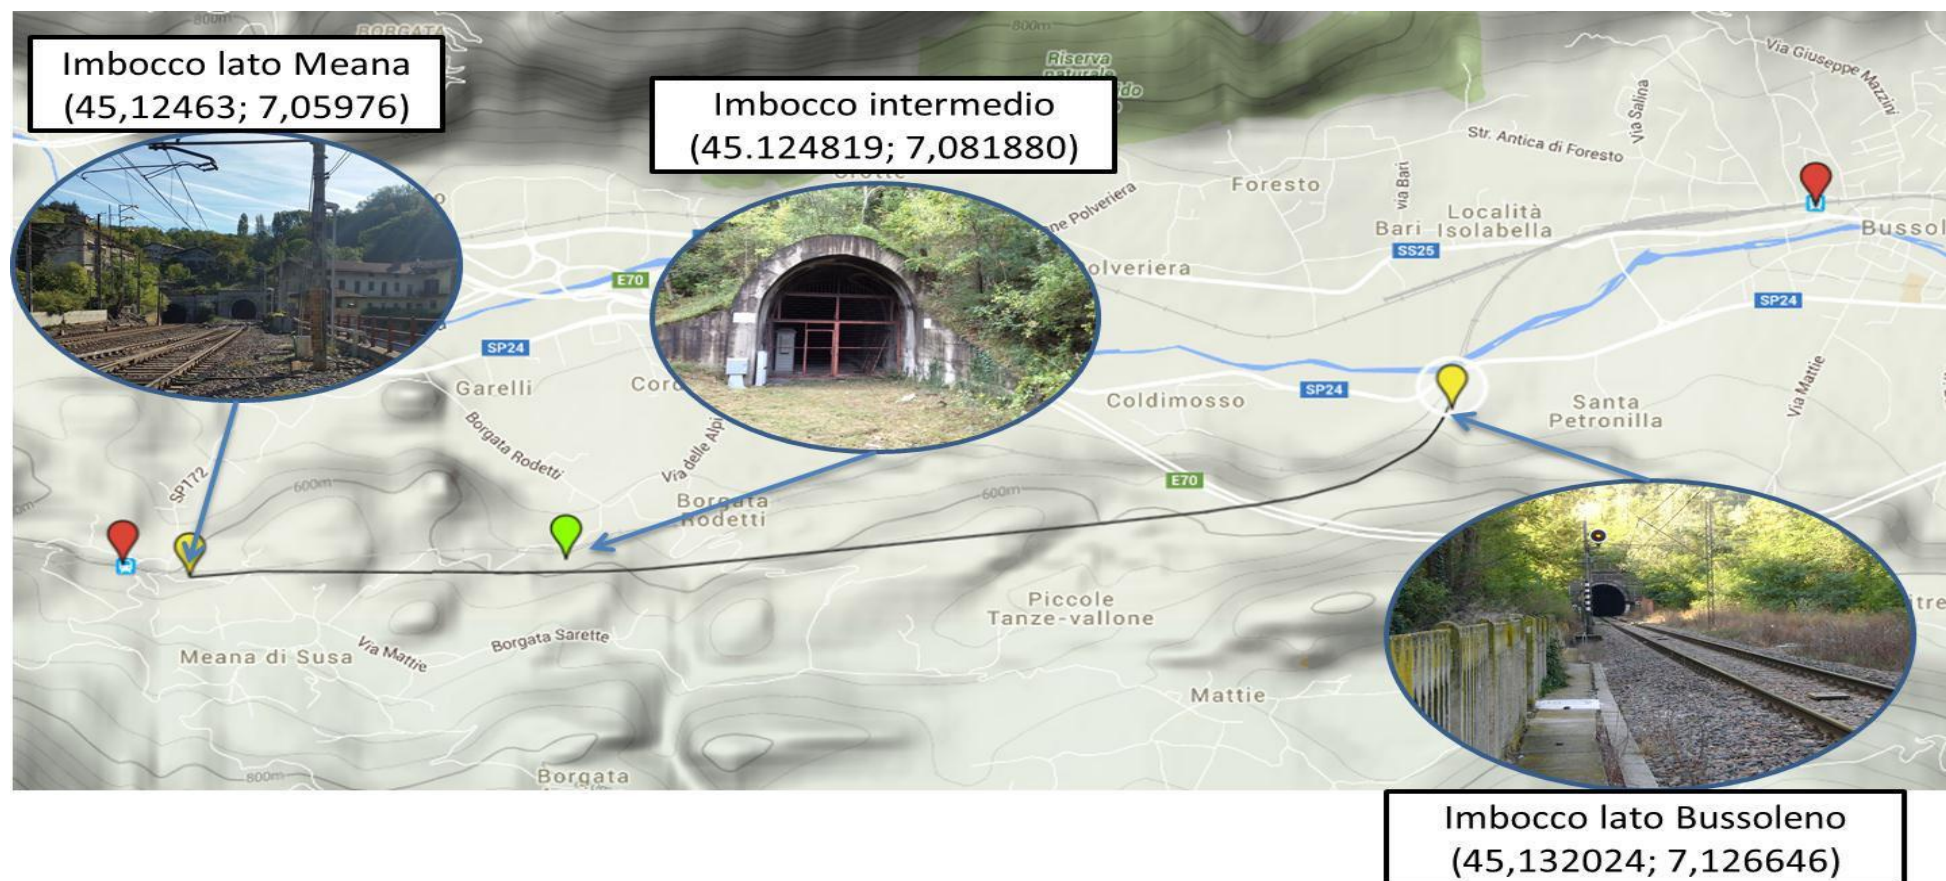 800m
BORGATA
Imbocco lato Meana
(45,12463; 7,05976)
800m
Riserva
naturale
Imbocco intermedio
(45.124819; 7,081880)
Via Giuseppe Mazzini
Via Salina
Str. Antica di Foresto
via Bari
Foresto
Località
Isolabella
Bari
SS25
Bussol
E70
SP24
SP24
SP24
Garelli
Coldimosso
Santa
Petronilla
Via Mattie
Borgata Rodetti
Via delle Alpi
SP172
600m
600m
E70
Borgata
Rodetti
Piccole
Tanze-vallone
Borgata Sarette
Via Mattie
Meana di Susa
Mattie
800m
Borgata
Imbocco lato Bussoleno
(45,132024; 7,126646)